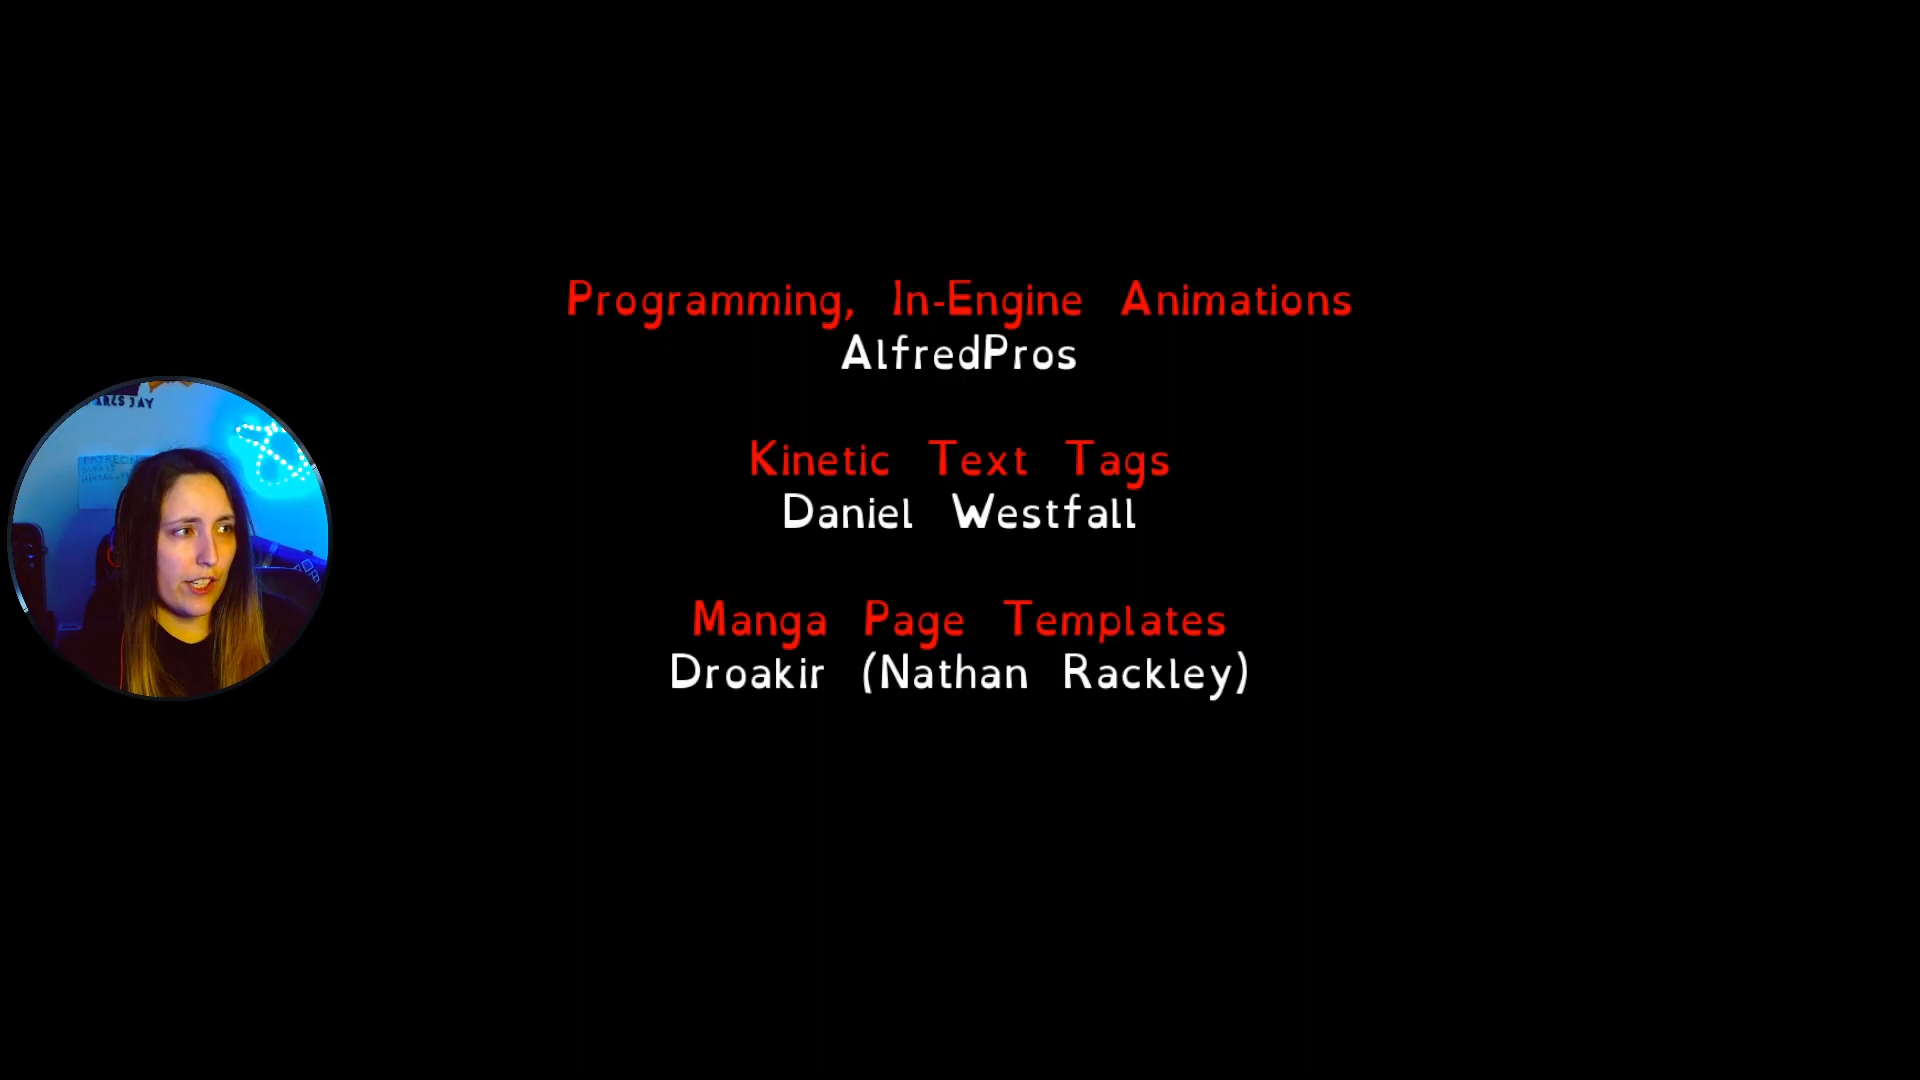 Programming, In-Engine Animations
AlfredPros
Kinetic Text Tags
Daniel Westfall
Manga Page Templates
Droakir (Nathan Rackley)